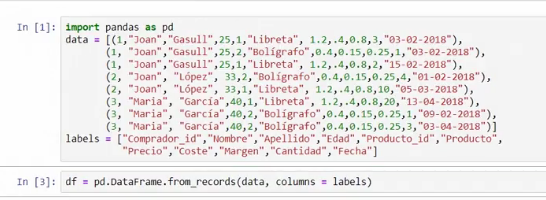 In [1]: import pandas as pd
data = [(1,"Joan","Gasull",25,1,"Libreta", 1.2,.4,0.8,3,"03-02-2018"),
(1, "Joan","Gasull",25,2,"Bolígrafo",0.4,0.15,0.25,1,"03-02-2018"),
(1, "Joan","Gasull",25,1,"Libreta", 1.2,.4,0.8,2,"15-02-2018"),
(2, "Joan", "López", 33,2,"Bolígrafo",0.4,0.15,0.25,4,"01-02-2018"),
(2, "Joan", "López", 33,1,"Libreta", 1.2,.4,0.8,10,"05-03-2018"),
(3, "Maria", "García",40,1,"Libreta", 1.2,.4,0.8,20,"13-04-2018"),
(3, "Maria", "García",40,2,"Bolígrafo",0.4,0.15,0.25,1,"09-02-2018"),
(3, "Maria", "García",40,2,"Bolígrafo",0.4,0.15,0.25,3,"03-04-2018")]
labels = ["Comprador_id","Nombre","Apellido","Edad","Producto_id","Producto",
"Precio","Coste","Margen","Cantidad","Fecha"]
In [3]: df = pd.DataFrame.from_records(data, columns = labels)